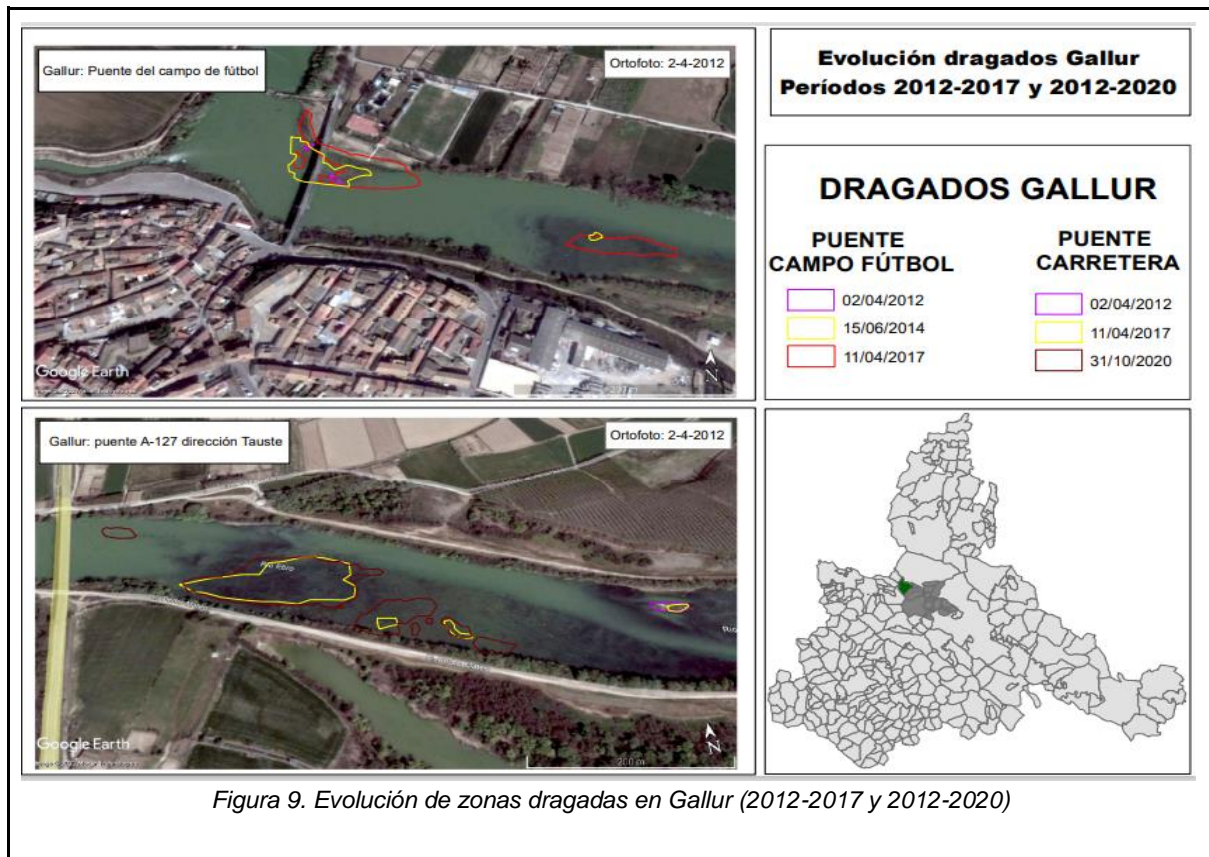 Gallur: Puente del campo de fútbol
Ortofoto: 2-4-2012
Google Earth
N
Evolución dragados Gallur
Períodos 2012-2017 y 2012-2020
DRAGADOS GALLUR
PUENTE
CAMPO FÚTBOL
02/04/2012
15/06/2014
11/04/2017
PUENTE
CARRETERA
02/04/2012
11/04/2017
31/10/2020
Gallur: puente A-127 dirección Tauste
Ortofoto: 2-4-2012
Río Ebro
Google Earth
200 m
N
Figura 9. Evolución de zonas dragadas en Gallur (2012-2017 y 2012-2020)